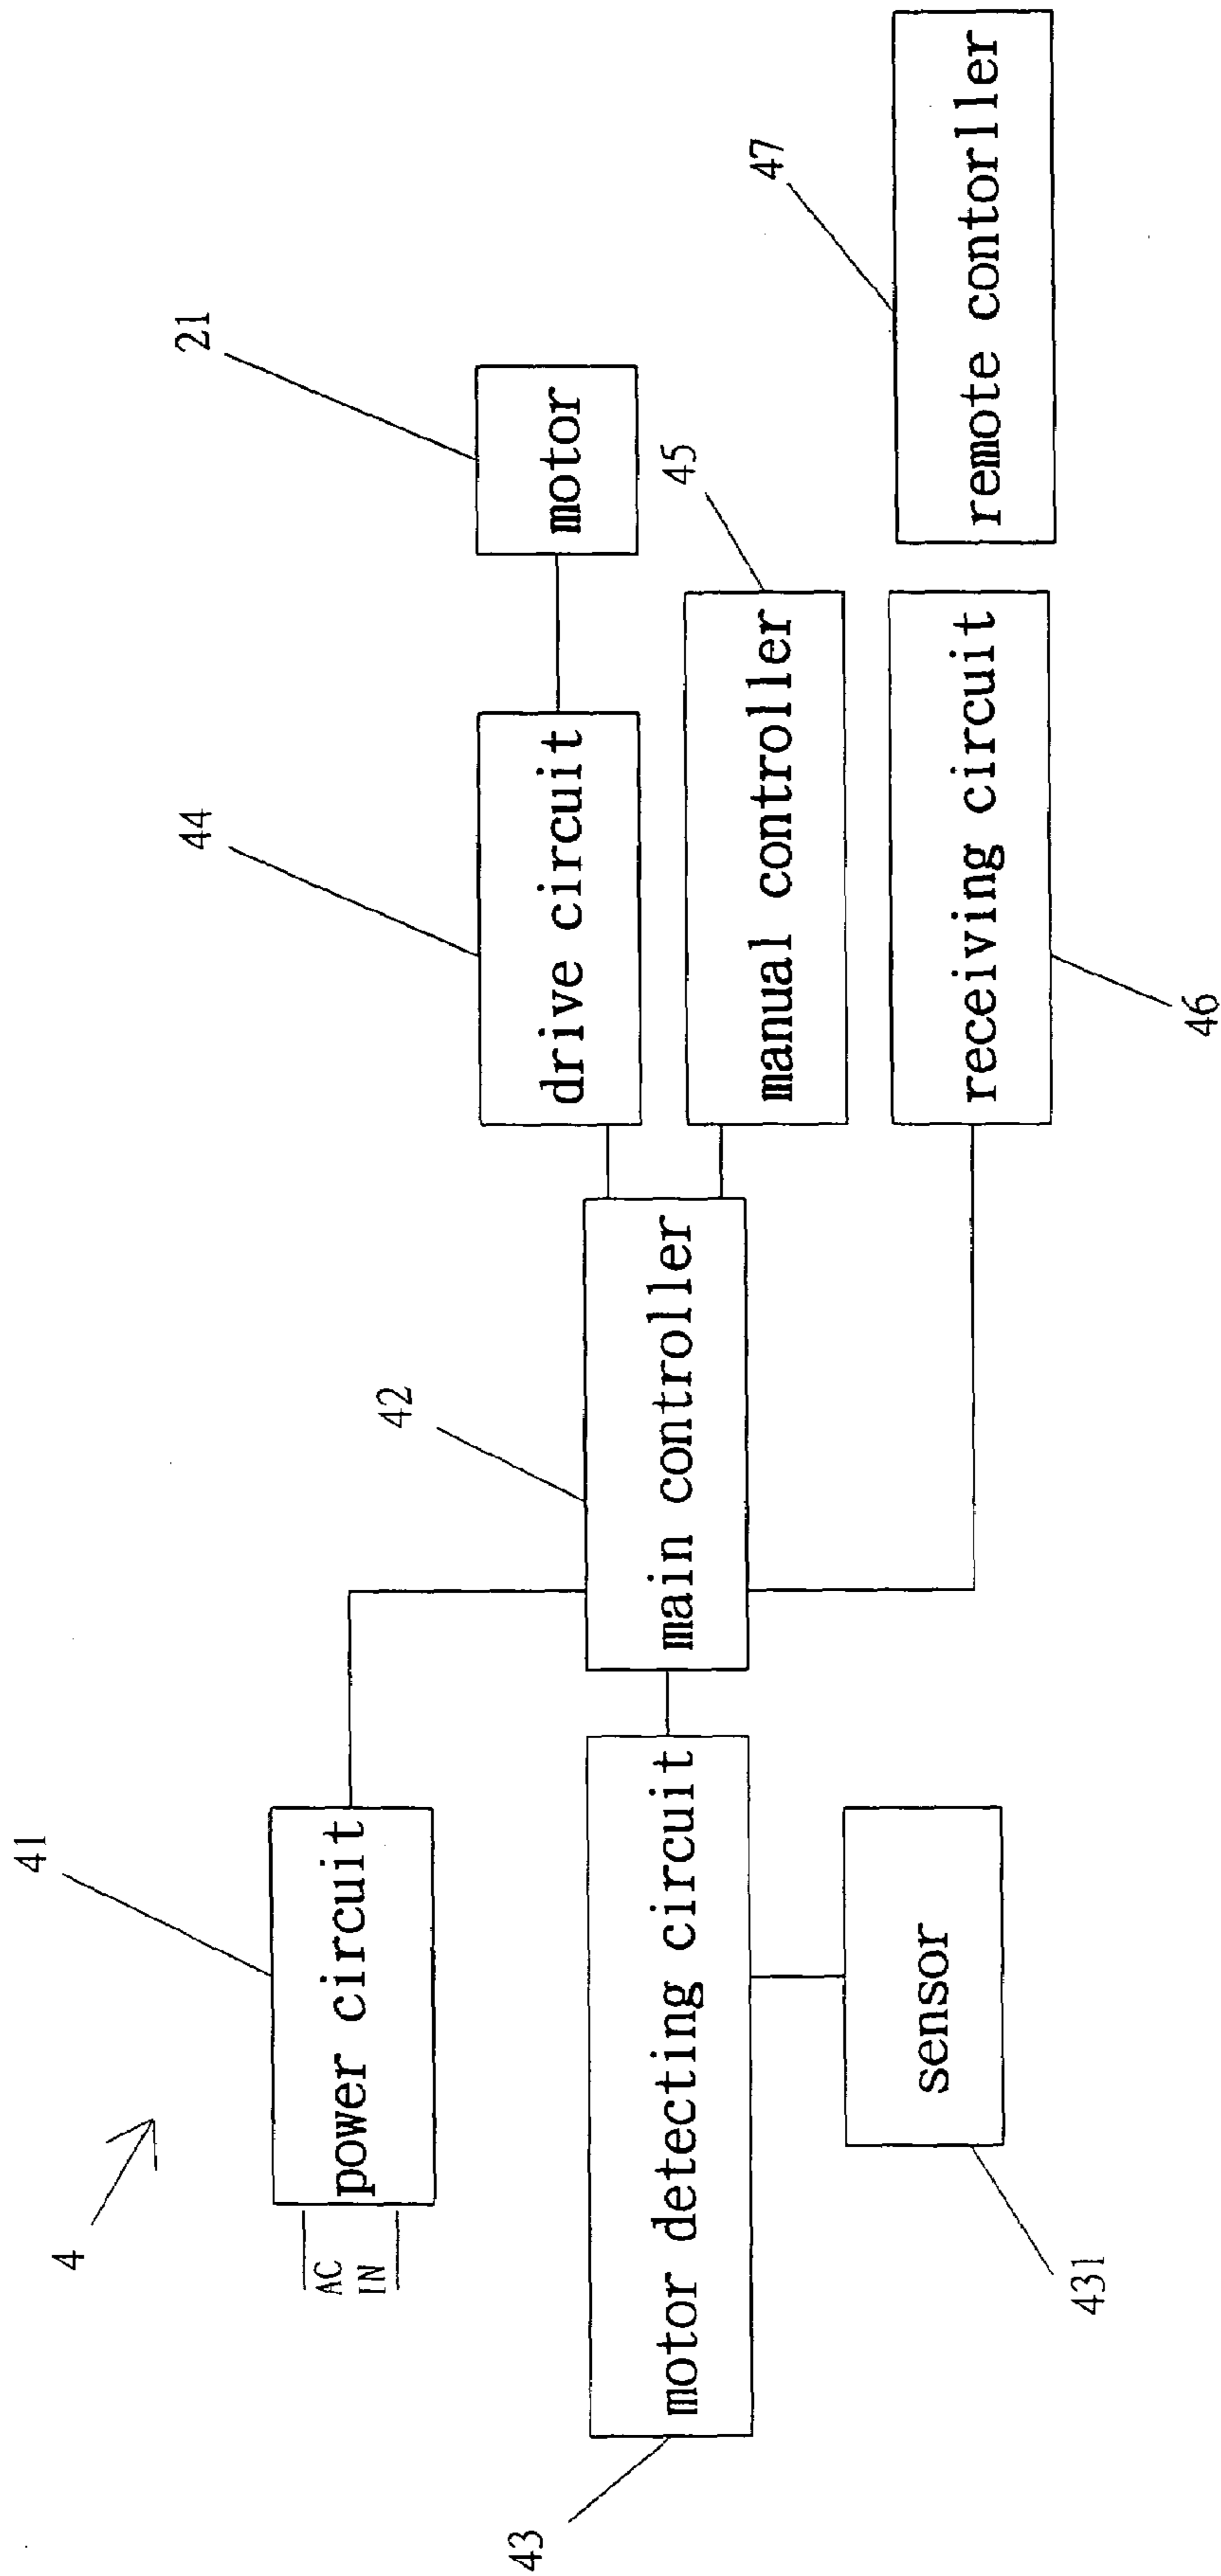 4
41
AC
IN
power circuit
42
44
21
drive circuit
motor
main controller
45
manual controller
43
motor detecting circuit
47
431
sensor
46
receiving circuit
remote contorller